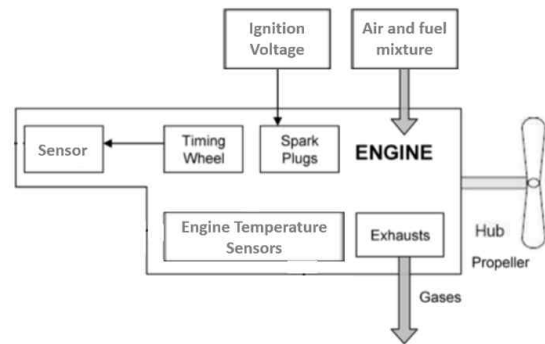 Ignition
Voltage
Air and fuel
mixture
Sensor
Timing
Wheel
Spark
Plugs
ENGINE
Engine Temperature
Sensors
Exhausts
Hub
Propeller
Gases